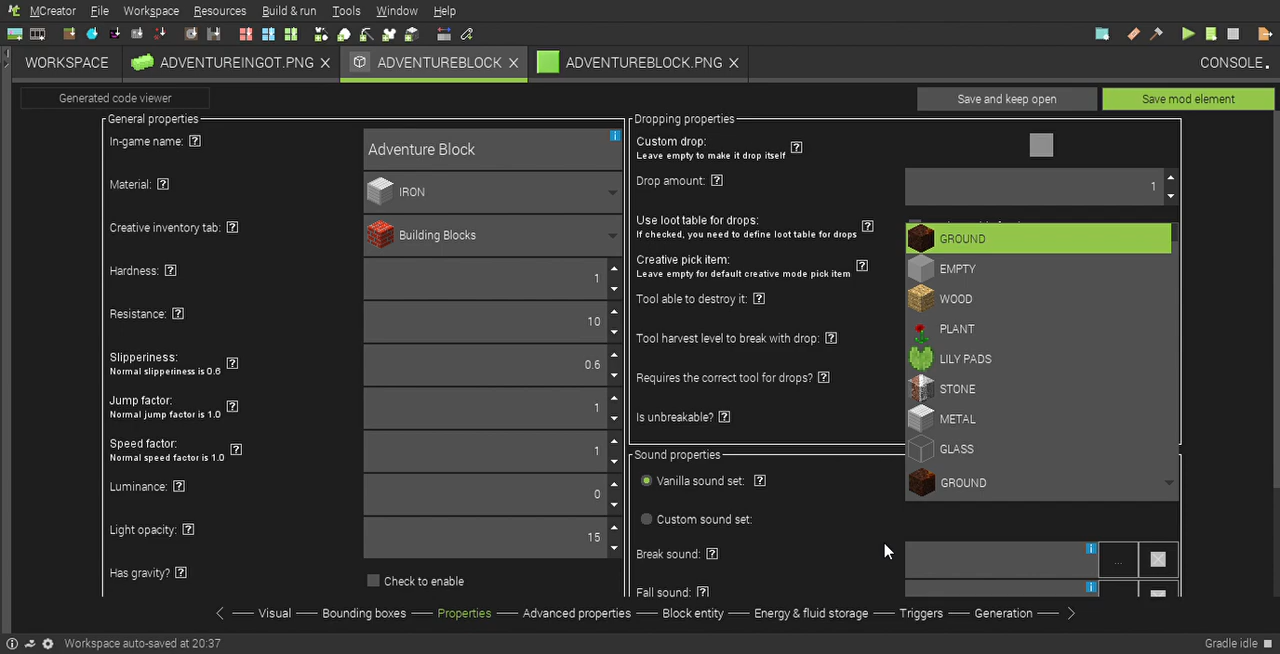 MCreator File Workspace Resources Build & run Tools Window Help
WORKSPACE ADVENTUREINGOT.PNG ADVENTUREBLOCK ADVENTUREBLOCK.PNG CONSOLE
Generated code viewer Save and keep open Save mod element
General properties
In-game name: ? Adventure Block i
Material: ? IRON
Creative inventory tab: ? Building Blocks
Hardness: ? 1
Resistance: ? 10
Slipperiness: ? 0.6
Normal slipperiness is 0.6
Jump factor: ? 1
Normal jump factor is 1.0
Speed factor: ? 1
Normal speed factor is 1.0
Luminance: ? 0
Light opacity: ? 15
Has gravity? ? Check to enable
Dropping properties
Custom drop: ?
Leave empty to make it drop itself
Drop amount: ? 1
Use loot table for drops: ?
If checked, you need to define loot table for drops
Creative pick item: ?
Leave empty for default creative mode pick item
Tool able to destroy it: ?
Tool harvest level to break with drop: ?
Requires the correct tool for drops? ?
Is unbreakable? ?
GROUND
EMPTY
WOOD
PLANT
LILY PADS
STONE
METAL
GLASS
GROUND
Sound properties
Vanilla sound set: ?
Custom sound set:
Break sound: ? i ...
Fall sound: ? i
Visual Bounding boxes Properties Advanced properties Block entity Energy & fluid storage Triggers Generation
Workspace auto-saved at 20:37 Gradle idle